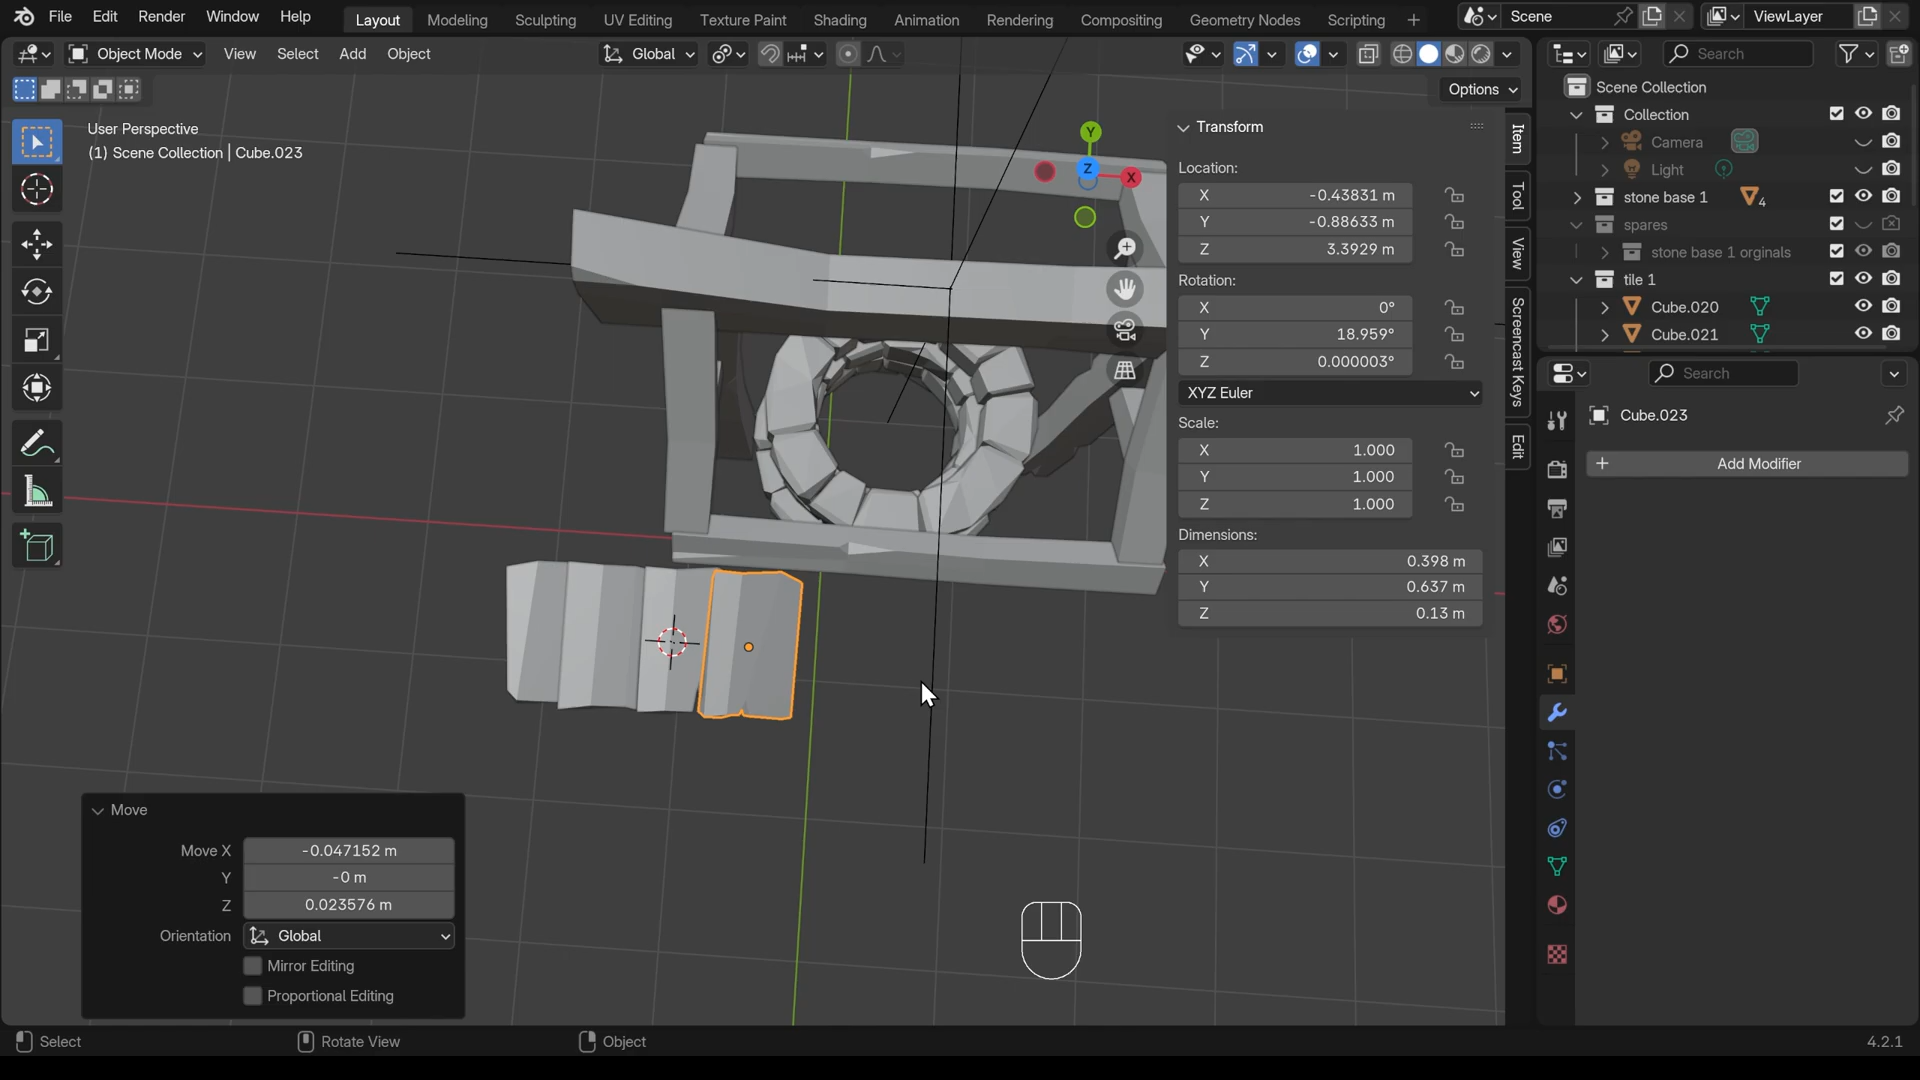 File Edit Render Window Help Layout Modeling Sculpting UV Editing Texture Paint Shading Animation Rendering Compositing Geometry Nodes Scripting + Scene ViewLayer
Object Mode View Select Add Object Global Search
Options
User Perspective
(1) Scene Collection | Cube.023
Y
Z
X
Transform
Location:
X -0.43831 m
Y -0.88633 m
Z 3.3929 m
Rotation:
X 0°
Y 18.959°
Z 0.000003°
XYZ Euler
Scale:
X 1.000
Y 1.000
Z 1.000
Dimensions:
X 0.398 m
Y 0.637 m
Z 0.13 m
Item
Tool
View
Screencast Keys
Edit
Scene Collection
Collection
Camera
Light
stone base 1 4
spares
stone base 1 orginals
tile 1
Cube.020
Cube.021
Search
Cube.023
+ Add Modifier
Move
Move X -0.047152 m
Y -0 m
Z 0.023576 m
Orientation Global
Mirror Editing
Proportional Editing
Select Rotate View Object 4.2.1